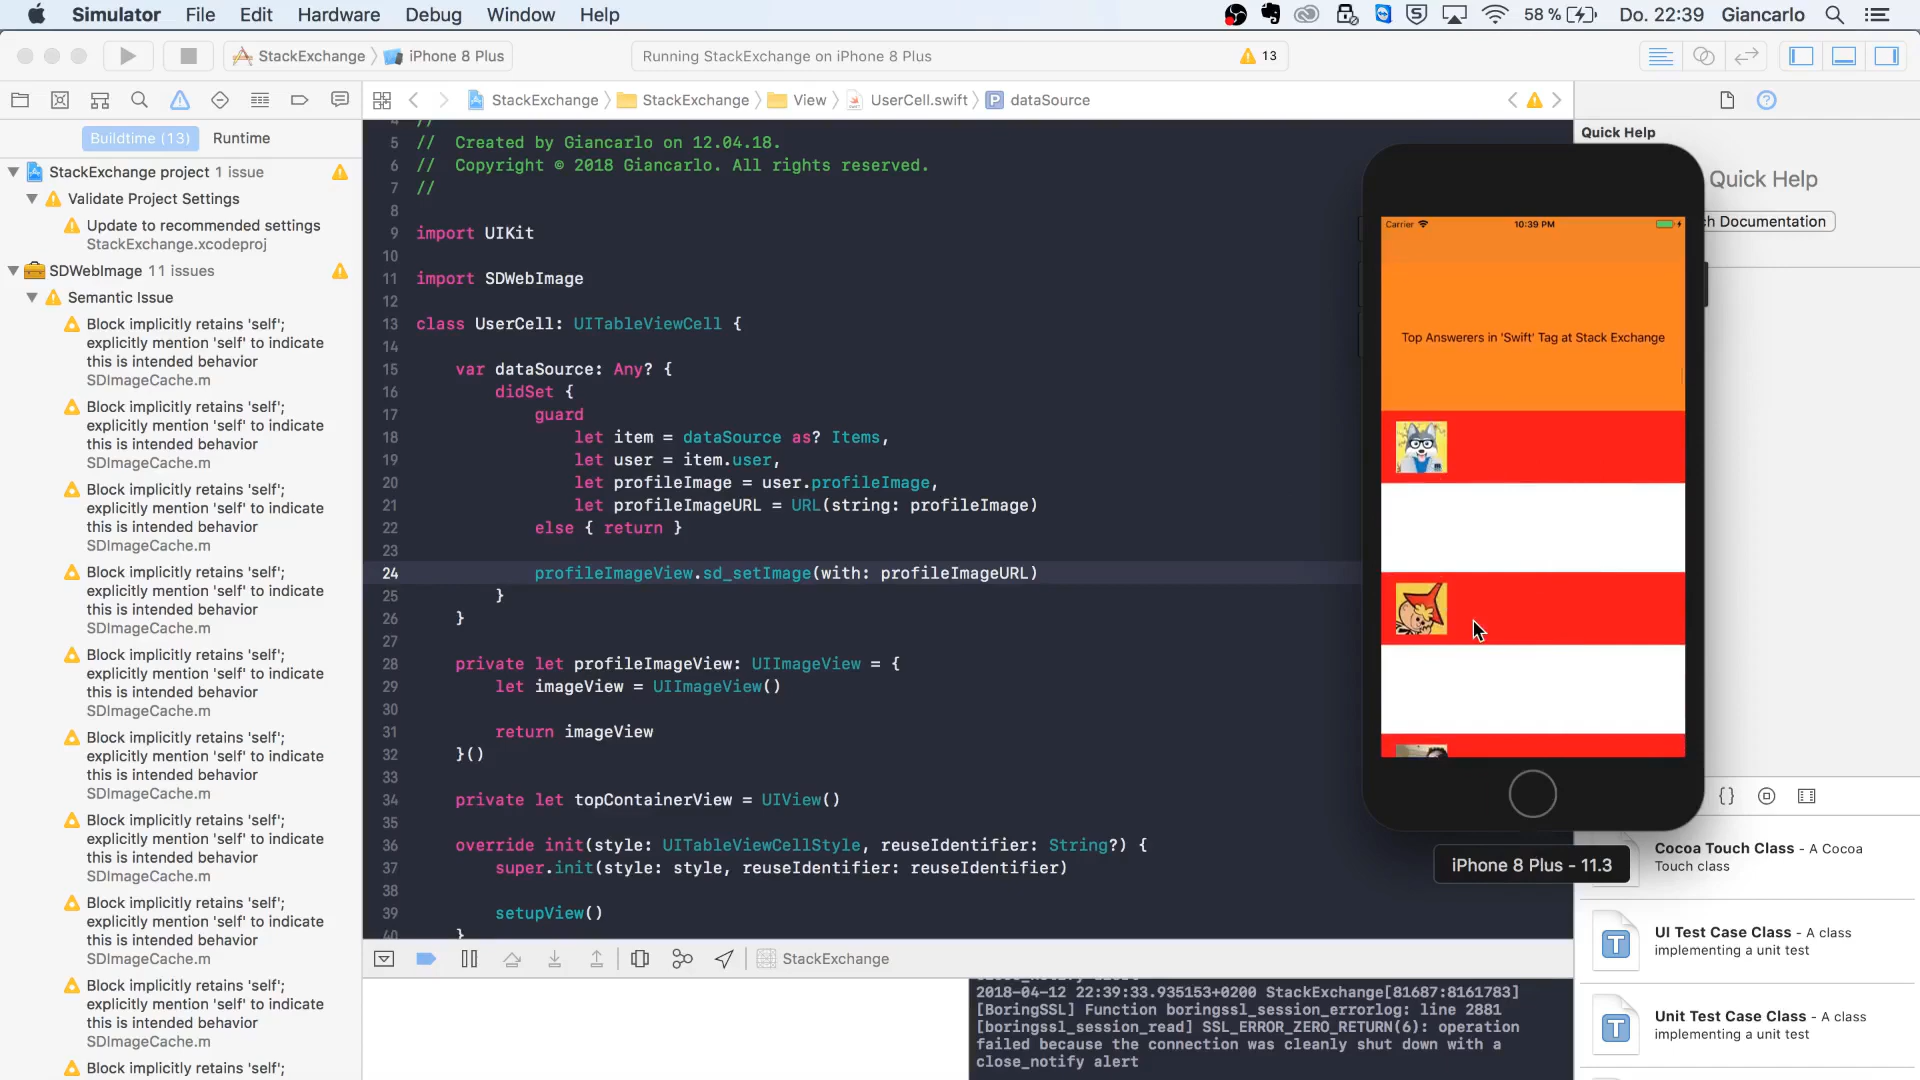 Simulator File Edit Hardware Debug Window Help 58 % Do. 22:39 Giancarlo
StackExchange iPhone 8 Plus Running StackExchange on iPhone 8 Plus 13
StackExchange StackExchange View UserCell.swift dataSource
Buildtime (13) Runtime
StackExchange project 1 issue
Validate Project Settings
Update to recommended settings
StackExchange.xcodeproj
SDWebImage 11 issues
Semantic Issue
Block implicitly retains 'self';
explicitly mention 'self' to indicate
this is intended behavior
SDImageCache.m
Block implicitly retains 'self';
explicitly mention 'self' to indicate
this is intended behavior
SDImageCache.m
Block implicitly retains 'self';
explicitly mention 'self' to indicate
this is intended behavior
SDImageCache.m
Block implicitly retains 'self';
explicitly mention 'self' to indicate
this is intended behavior
SDImageCache.m
Block implicitly retains 'self';
explicitly mention 'self' to indicate
this is intended behavior
SDImageCache.m
Block implicitly retains 'self';
explicitly mention 'self' to indicate
this is intended behavior
SDImageCache.m
Block implicitly retains 'self';
explicitly mention 'self' to indicate
this is intended behavior
SDImageCache.m
Block implicitly retains 'self';
explicitly mention 'self' to indicate
this is intended behavior
SDImageCache.m
Block implicitly retains 'self';
explicitly mention 'self' to indicate
this is intended behavior
SDImageCache.m
Block implicitly retains 'self';
4 //
5 // Created by Giancarlo on 12.04.18.
6 // Copyright © 2018 Giancarlo. All rights reserved.
7 //
8
9 import UIKit
10
11 import SDWebImage
12
13 class UserCell: UITableViewCell {
14
15 var dataSource: Any? {
16 didSet {
17 guard
18 let item = dataSource as? Items,
19 let user = item.user,
20 let profileImage = user.profileImage,
21 let profileImageURL = URL(string: profileImage)
22 else { return }
23
24 profileImageView.sd_setImage(with: profileImageURL)
25 }
26 }
27
28 private let profileImageView: UIImageView = {
29 let imageView = UIImageView()
30
31 return imageView
32 }()
33
34 private let topContainerView = UIView()
35
36 override init(style: UITableViewCellStyle, reuseIdentifier: String?) {
37 super.init(style: style, reuseIdentifier: reuseIdentifier)
38
39 setupView()
40 }
StackExchange
2018-04-12 22:39:33.935153+0200 StackExchange[81687:8161783]
[BoringSSL] Function boringssl_session_errorlog: line 2881
[boringssl_session_read] SSL_ERROR_ZERO_RETURN(6): operation
failed because the connection was cleanly shut down with a
close_notify alert
Carrier 10:39 PM
Top Answerers in 'Swift' Tag at Stack Exchange
iPhone 8 Plus - 11.3
Quick Help
Quick Help
Documentation
{}
Cocoa Touch Class - A Cocoa
Touch class
T
UI Test Case Class - A class
implementing a unit test
T
Unit Test Case Class - A class
implementing a unit test